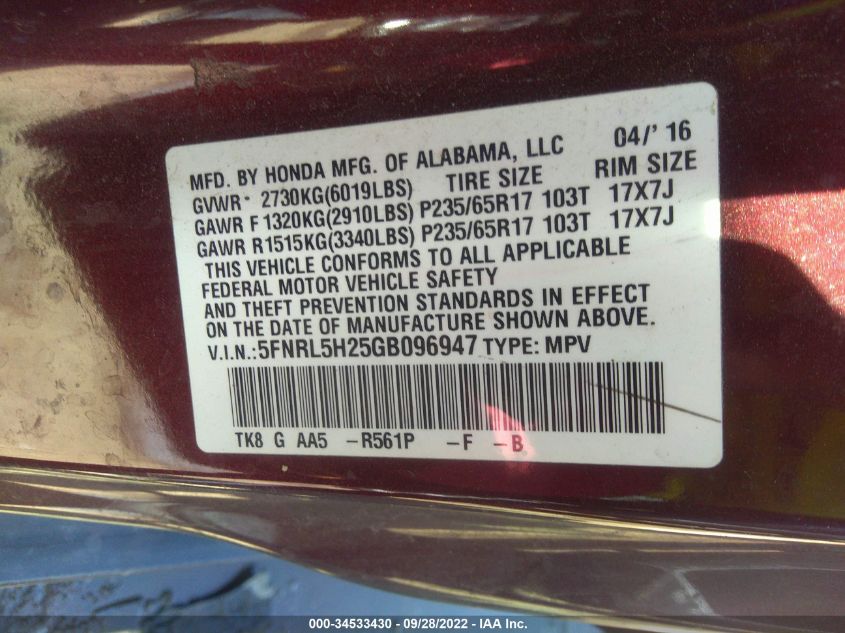 MFD. BY HONDA MFG. OF ALABAMA, LLC 04/' 16
GVWR· 2730KG(6019LBS) TIRE SIZE RIM SIZE
GAWR F 1320KG(2910LBS) P235/65R17 103T 17X7J
GAWR R1515KG(3340LBS) P235/65R17 103T 17X7J
THIS VEHICLE CONFORMS TO ALL APPLICABLE
FEDERAL MOTOR VEHICLE SAFETY
AND THEFT PREVENTION STANDARDS IN EFFECT
ON THE DATE OF MANUFACTURE SHOWN ABOVE.
V.I.N.:5FNRL5H25GB096947 TYPE: MPV
TK8 G AA5 –R561P –F –B
000-34533430 - 09/28/2022 - IAA Inc.